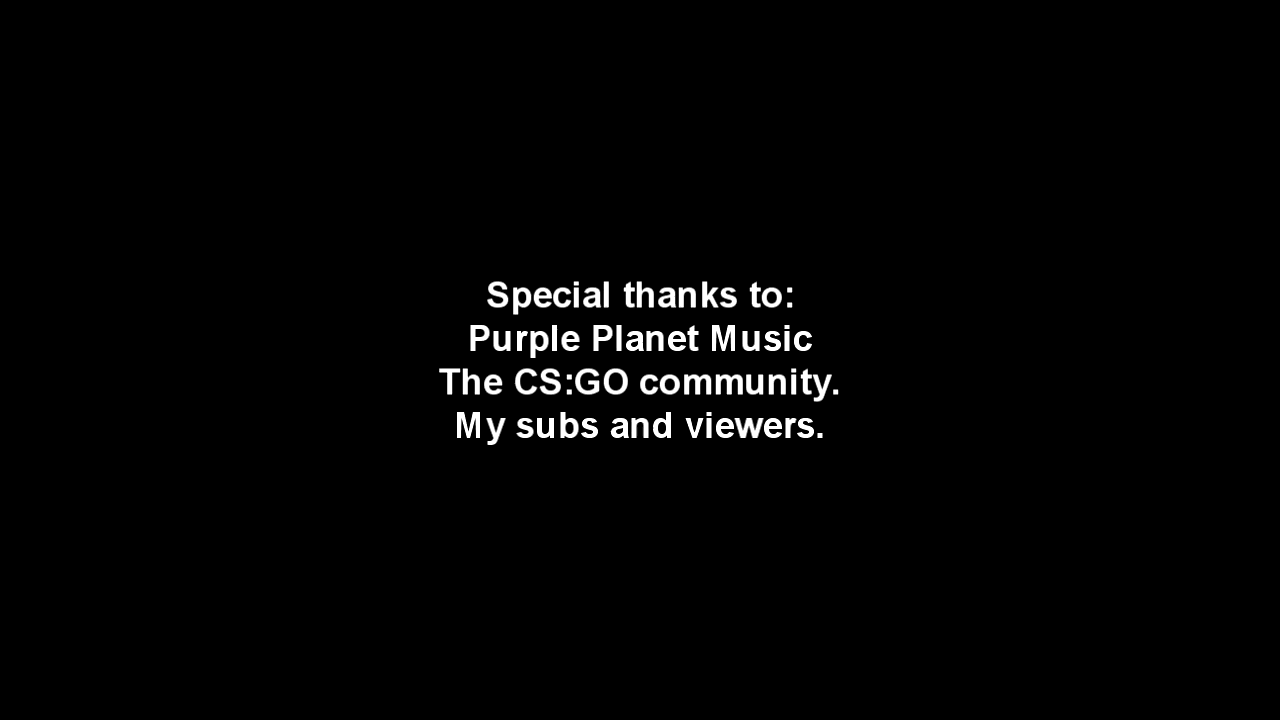 Special thanks to:
Purple Planet Music
The CS:GO community.
My subs and viewers.